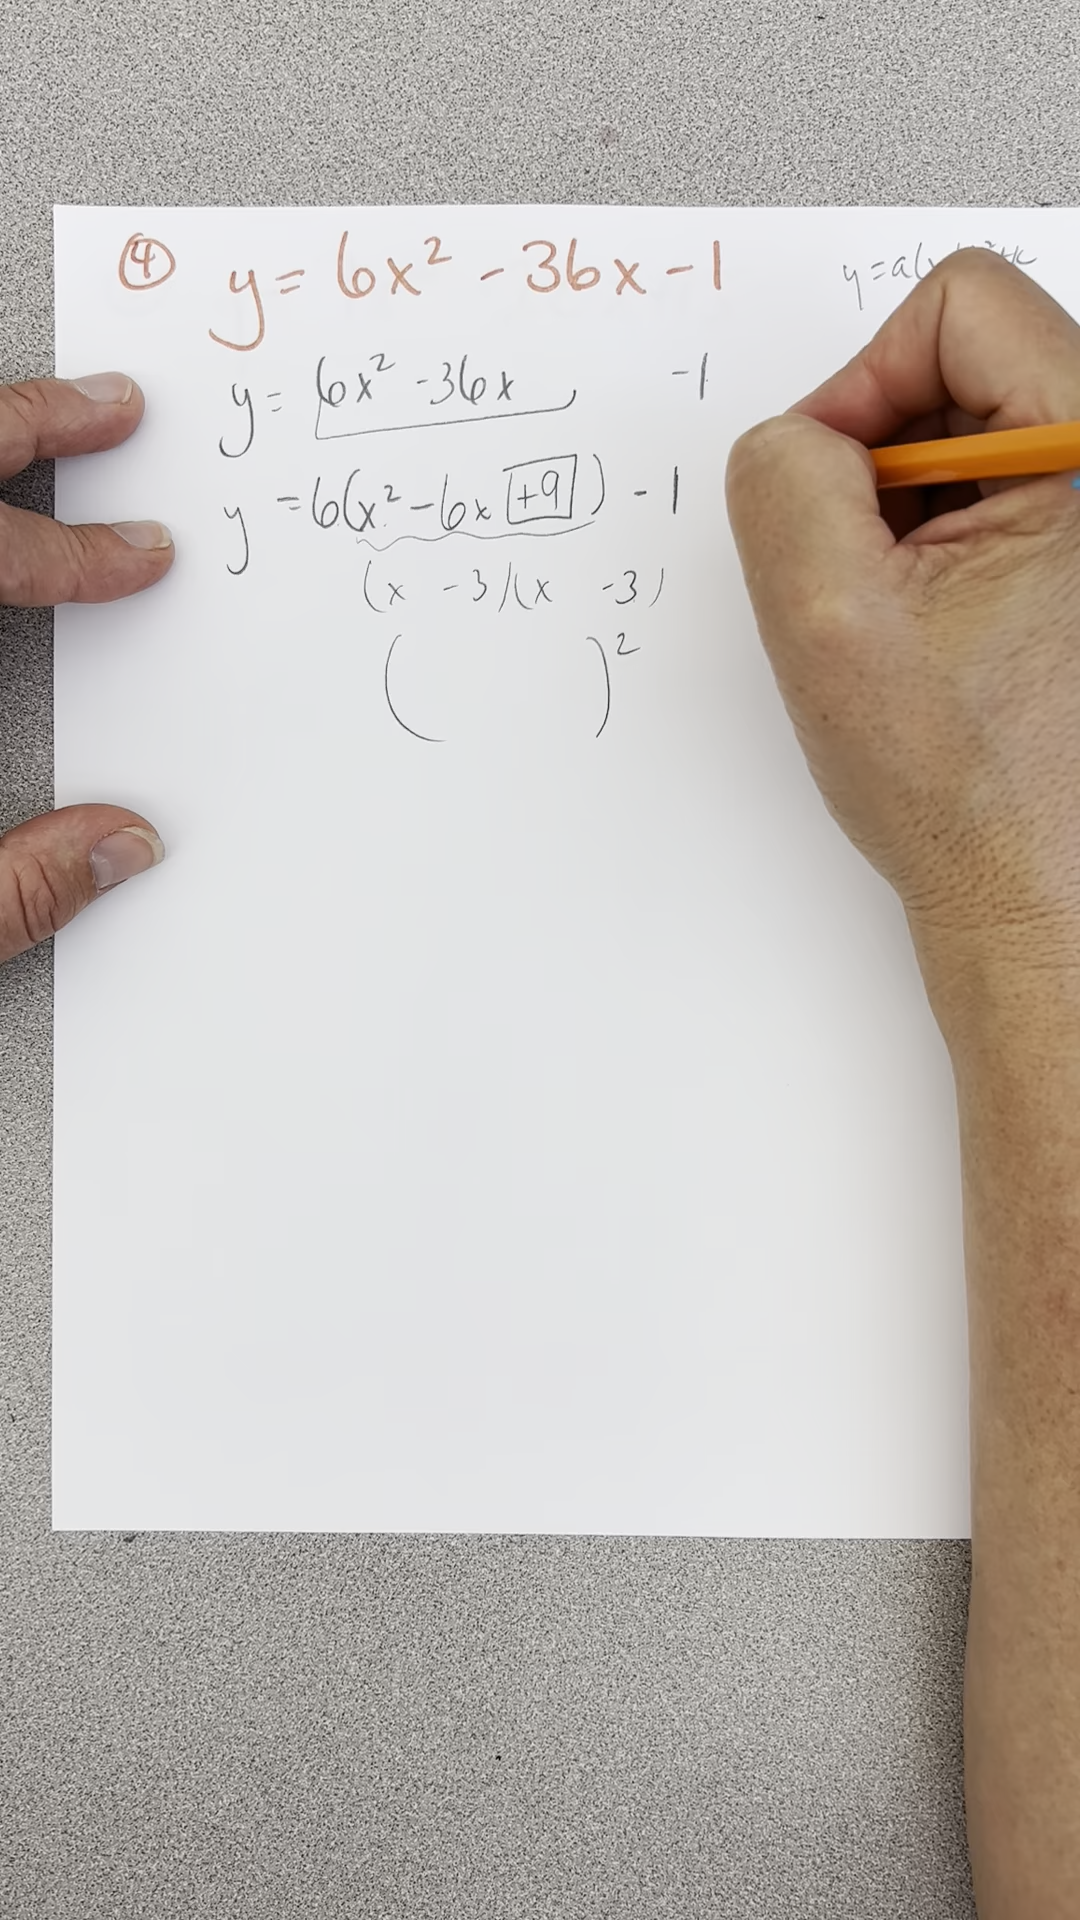 ④ y = 6x² - 36x - 1
y = a(
y = 6x² - 36x - 1
y = 6(x² - 6x +9) - 1
(x - 3)(x - 3)
( )²